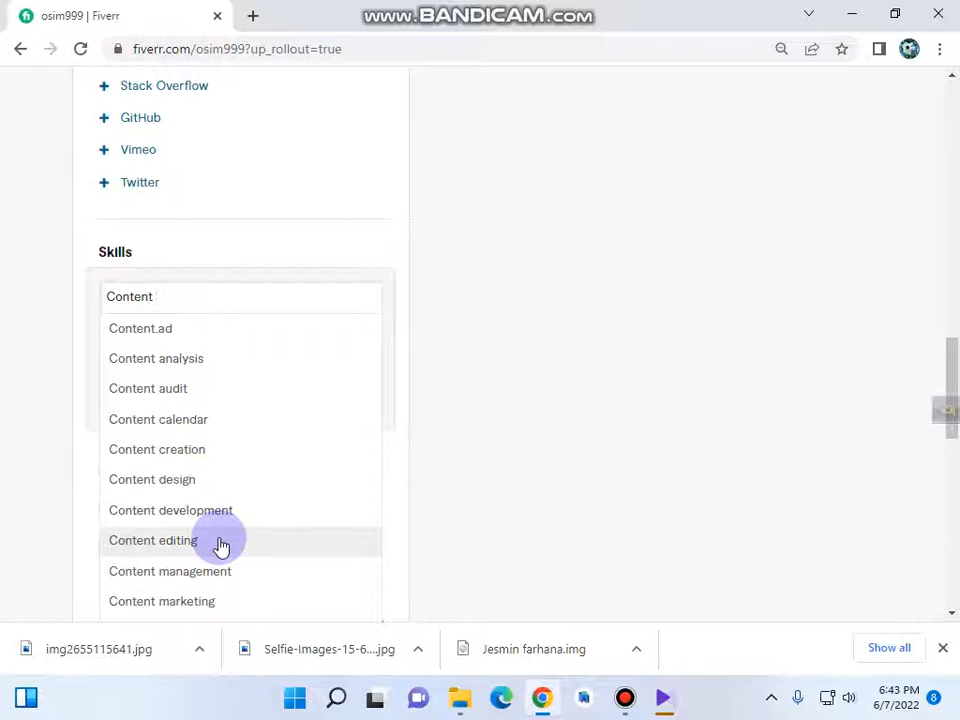 osim999 | Fiverr
www.BANDICAM.com
fiverr.com/osim999?up_rollout=true
Stack Overflow
GitHub
Vimeo
Twitter
Skills
Content
Content.ad
Content analysis
Content audit
Content calendar
Content creation
Content design
Content development
Content editing
Content management
Content marketing
img2655115641.jpg
Selfie-Images-15-6....jpg
Jesmin farhana.img
Show all
6:43 PM
6/7/2022
8